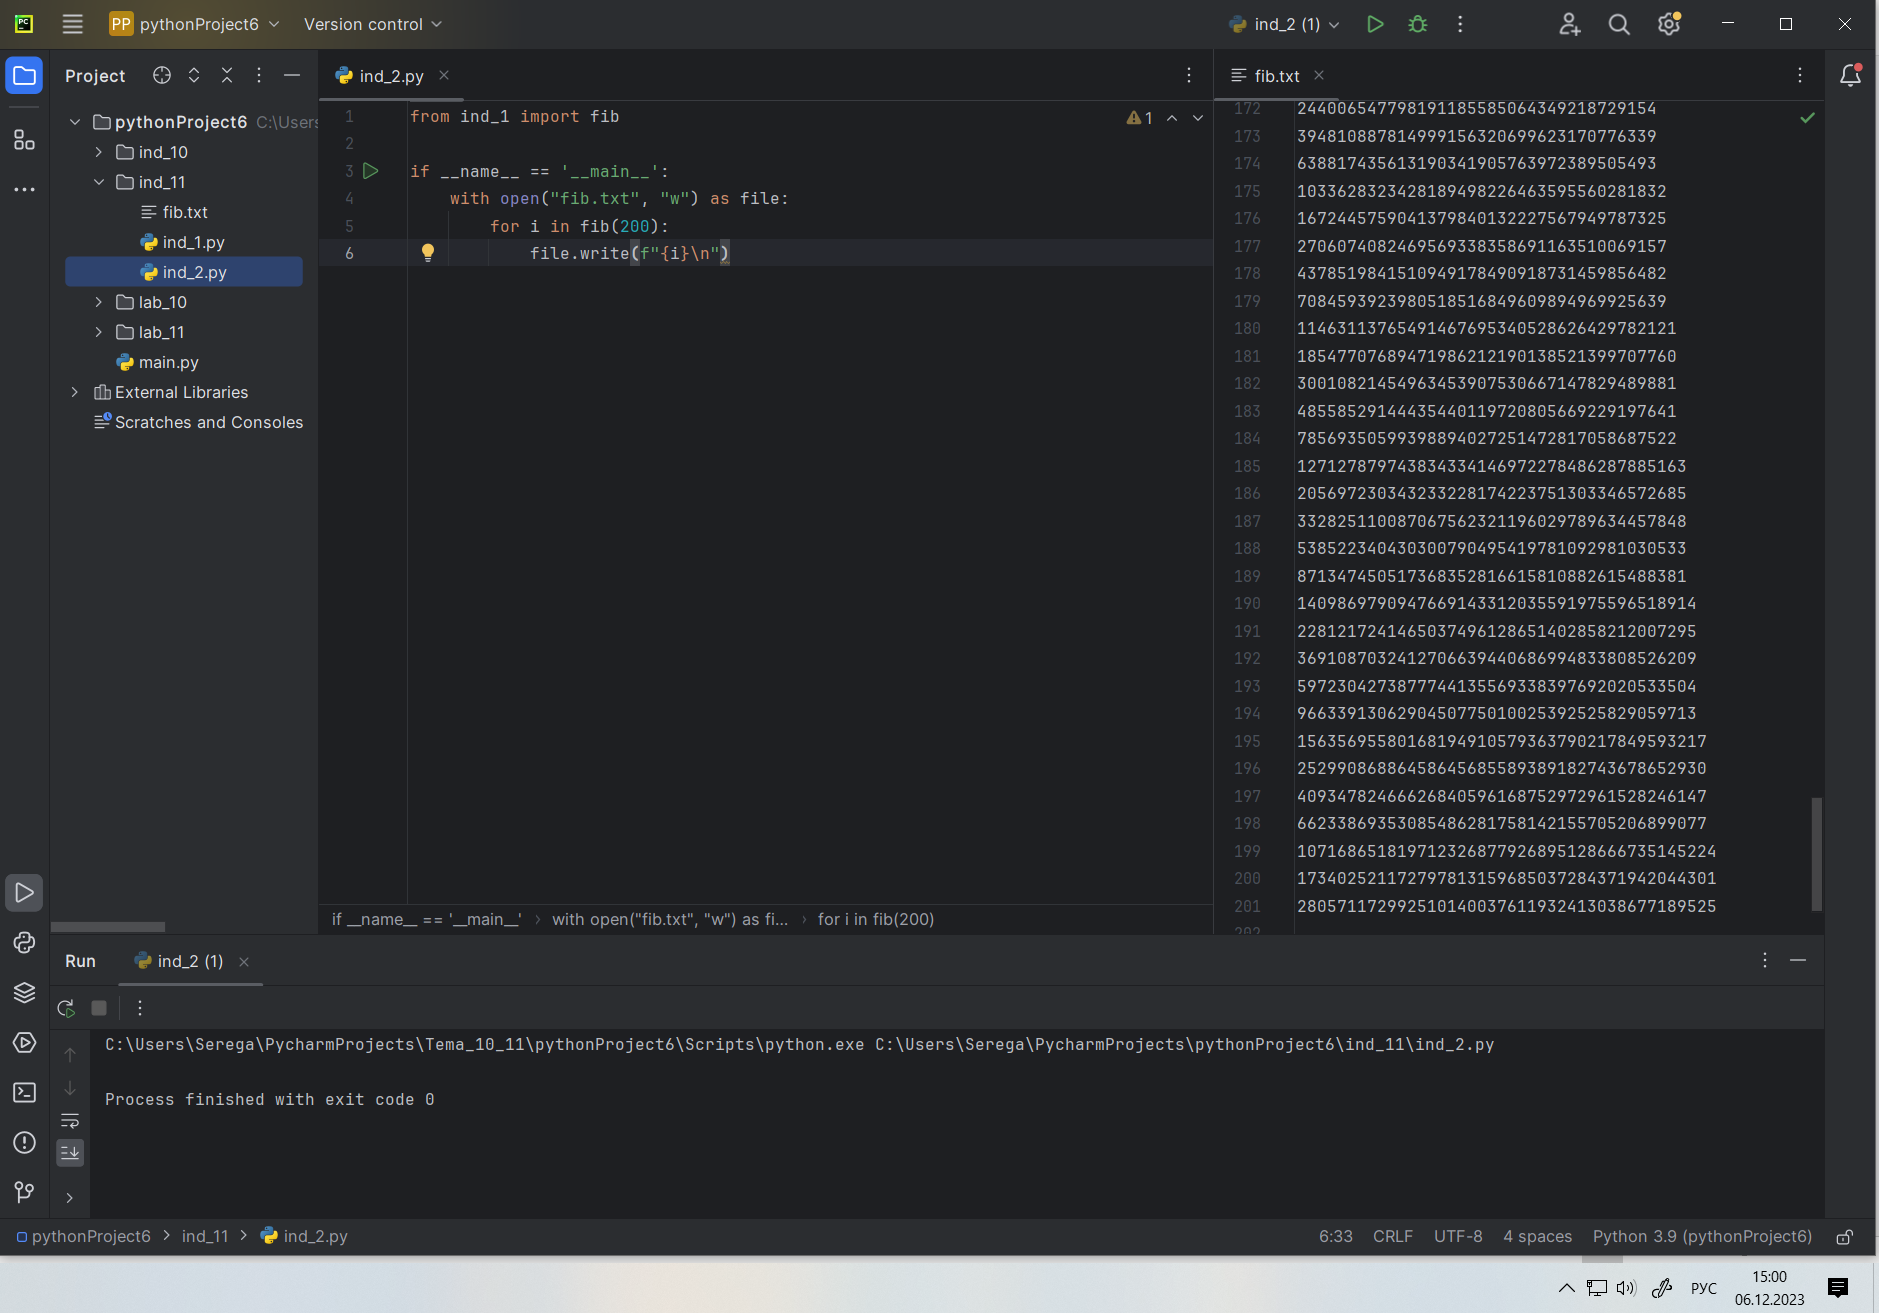 PC
PP pythonProject6 Version control ind_2 (1)
Project
pythonProject6 C:\Users
ind_10
ind_11
fib.txt
ind_1.py
ind_2.py
lab_10
lab_11
main.py
External Libraries
Scratches and Consoles
ind_2.py
1
1 from ind_1 import fib
2
3 if __name__ == '__main__':
4 with open("fib.txt", "w") as file:
5 for i in fib(200):
6 file.write(f"{i}\n")
if __name__ == '__main__' › with open("fib.txt", "w") as fi... › for i in fib(200)
fib.txt
172 244006547798191185585064349218729154
173 394810887814999156320699623170776339
174 638817435613190341905763972389505493
175 1033628323428189498226463595560281832
176 1672445759041379840132227567949787325
177 2706074082469569338358691163510069157
178 4378519841510949178490918731459856482
179 7084593923980518516849609894969925639
180 11463113765491467695340528626429782121
181 18547707689471986212190138521399707760
182 30010821454963453907530667147829489881
183 48558529144435440119720805669229197641
184 78569350599398894027251472817058687522
185 127127879743834334146972278486287885163
186 205697230343233228174223751303346572685
187 332825110087067562321196029789634457848
188 538522340430300790495419781092981030533
189 871347450517368352816615810882615488381
190 1409869790947669143312035591975596518914
191 2281217241465037496128651402858212007295
192 3691087032412706639440686994833808526209
193 5972304273877744135569338397692020533504
194 9663391306290450775010025392525829059713
195 15635695580168194910579363790217849593217
196 25299086886458645685589389182743678652930
197 40934782466626840596168752972961528246147
198 66233869353085486281758142155705206899077
199 107168651819712326877926895128666735145224
200 173402521172797813159685037284371942044301
201 280571172992510140037611932413038677189525
202
Run ind_2 (1)
C:\Users\Serega\PycharmProjects\Tema_10_11\pythonProject6\Scripts\python.exe C:\Users\Serega\PycharmProjects\pythonProject6\ind_11\ind_2.py
Process finished with exit code 0
pythonProject6 › ind_11 › ind_2.py 6:33 CRLF UTF-8 4 spaces Python 3.9 (pythonProject6)
РУС 15:00
06.12.2023